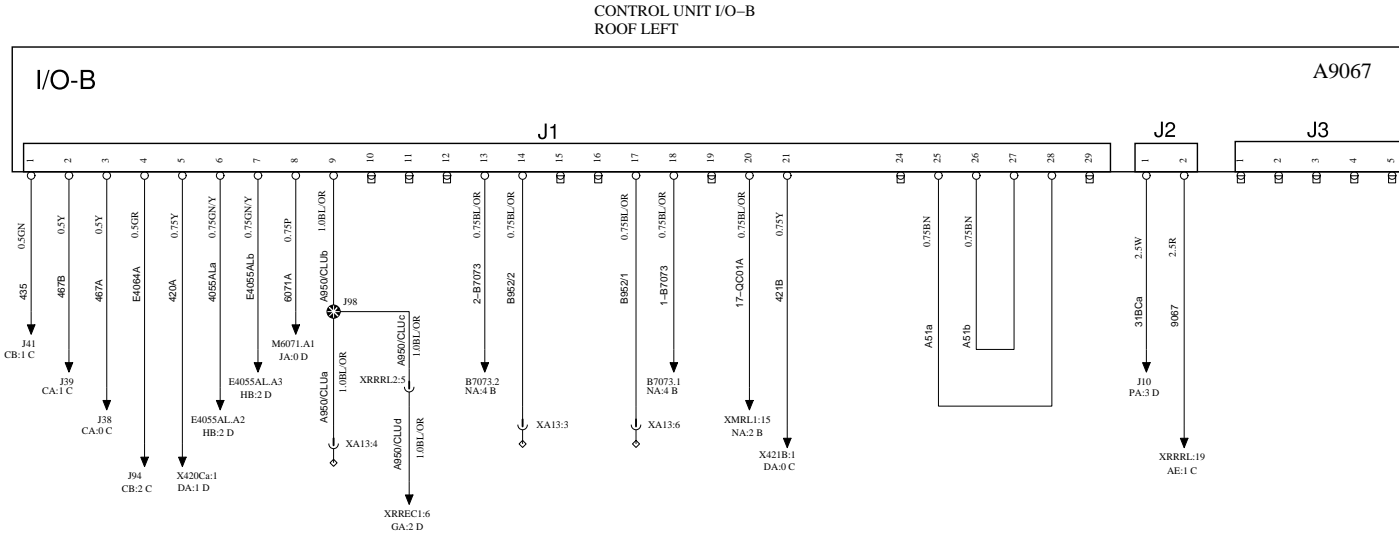 CONTROL UNIT I/O−B
ROOF LEFT
I/O-B
A9067
J1
J2
J3
1 2 3 4 5 6 7 8 9 10 11 12 13 14 15 16 17 18 19 20 21 24 25 26 27 28 29
1 2
1 2 3 4 5
0.5GN
435
J41
CB:1 C
0.5Y
467B
J39
CA:1 C
0.5Y
467A
J38
CA:0 C
0.5GR
E4064A
J94
CB:2 C
0.75Y
420A
X420Ca:1
DA:1 D
0.75GN/Y
4055ALa
E4055AL.A2
HB:2 D
0.75GN/Y
E4055ALb
E4055AL.A3
HB:2 D
0.75P
6071A
M6071.A1
JA:0 D
1.0BL/OR
A950/CLUb
J98
A950/CLUa
1.0BL/OR
XA13:4
A950/CLUc
1.0BL/OR
XRRRL2:5
A950/CLUd
1.0BL/OR
XRREC1:6
GA:2 D
0.75BL/OR
2−B7073
B7073.2
NA:4 B
0.75BL/OR
B952/2
XA13:3
0.75BL/OR
B952/1
XA13:6
0.75BL/OR
1−B7073
B7073.1
NA:4 B
0.75BL/OR
17−QC01A
XMRL1:15
NA:2 B
0.75Y
421B
X421B:1
DA:0 C
0.75BN
A51a
0.75BN
A51b
2.5W
31BCa
J10
PA:3 D
2.5R
9067
XRRRL:19
AE:1 C